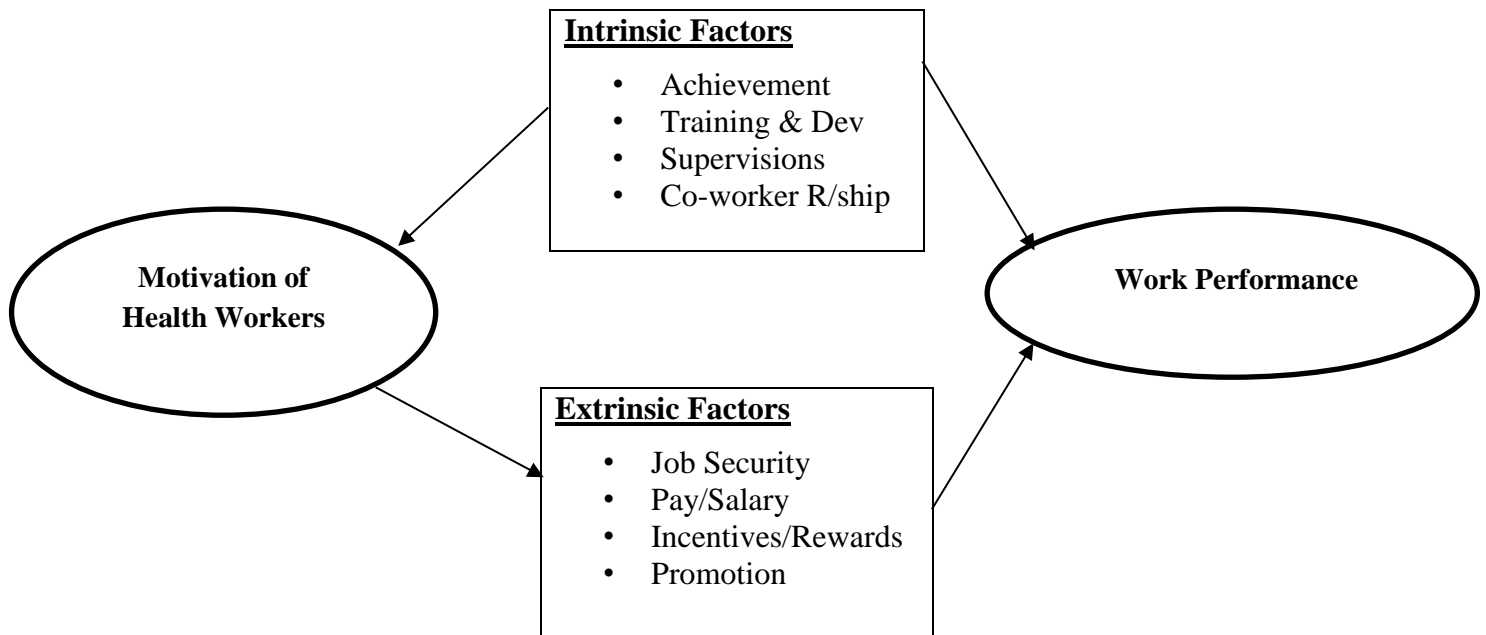 Intrinsic Factors
• Achievement
• Training & Dev
• Supervisions
• Co-worker R/ship
Motivation of
Health Workers
Work Performance
Extrinsic Factors
• Job Security
• Pay/Salary
• Incentives/Rewards
• Promotion